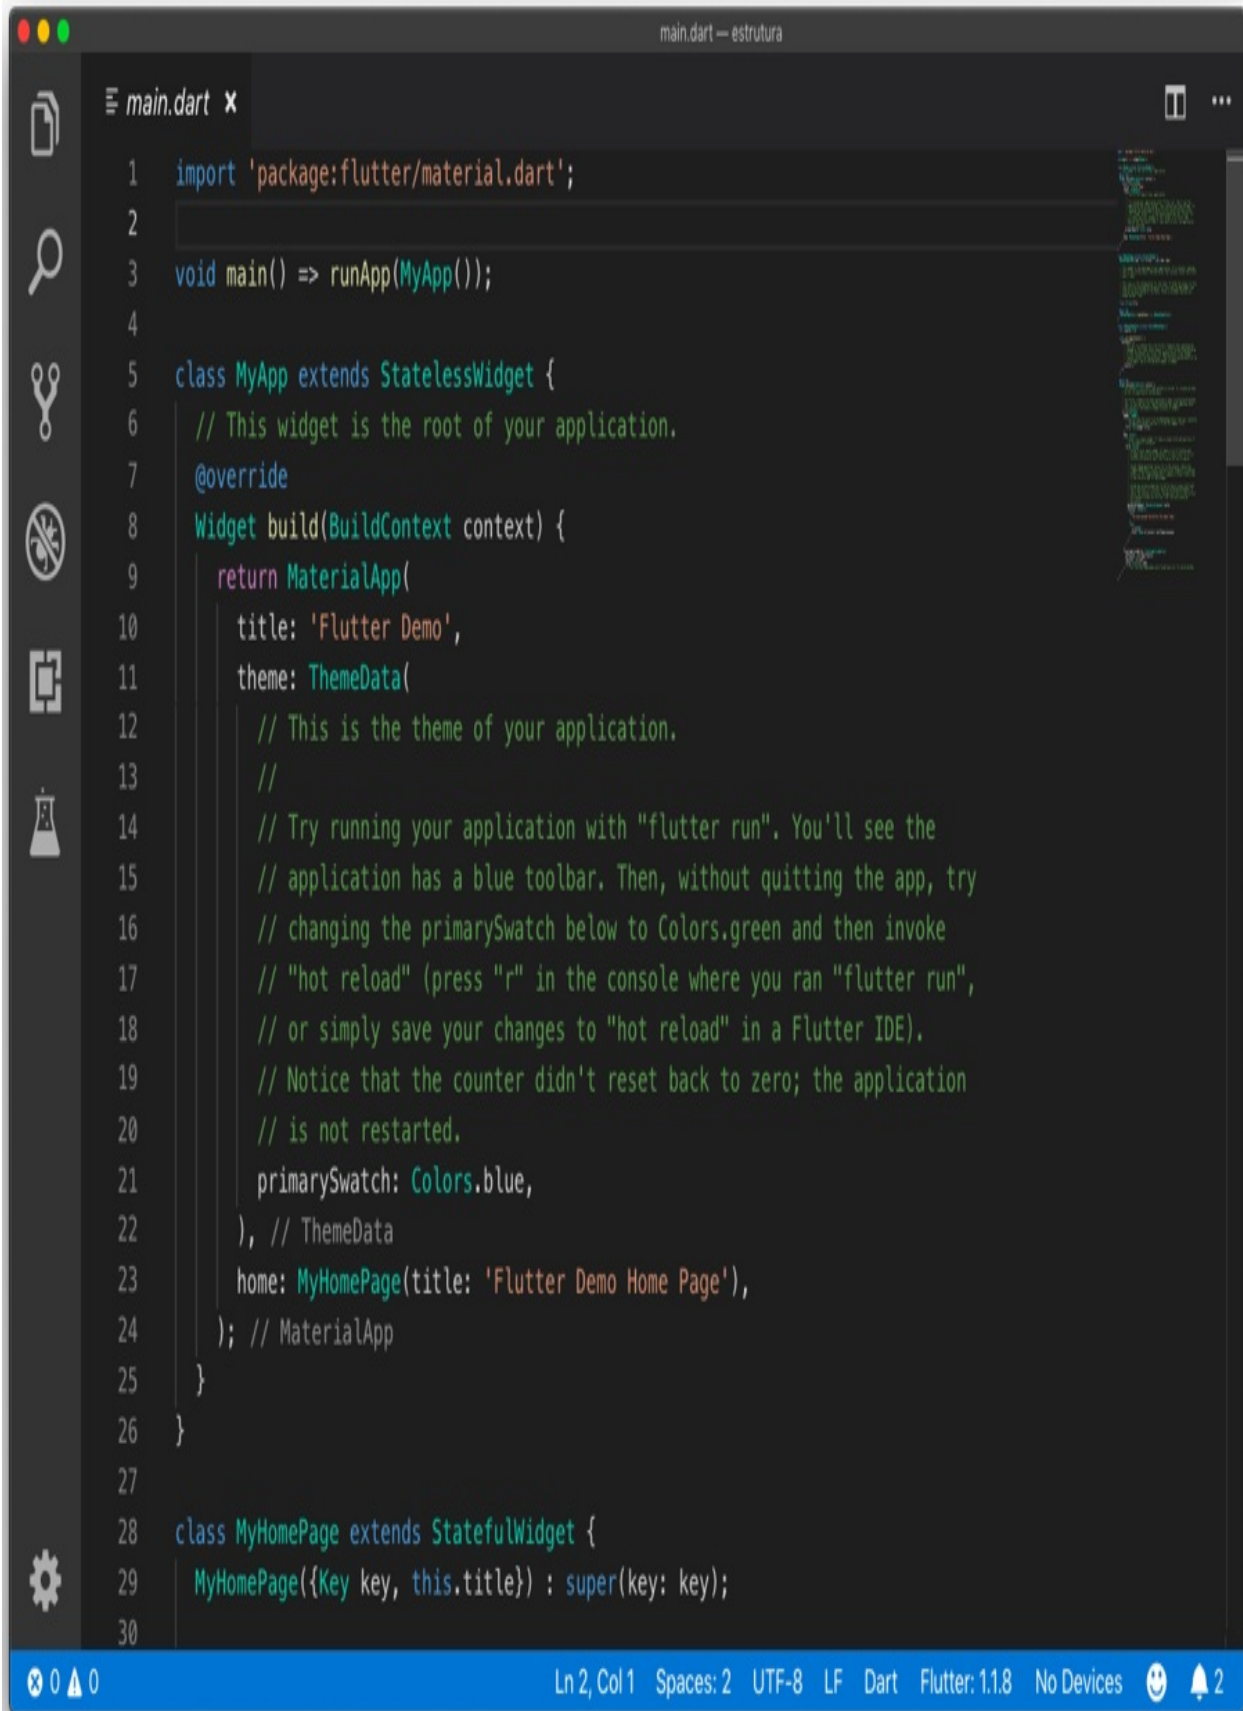 main.dart — estrutura
main.dart ×
1 import 'package:flutter/material.dart';
2
3 void main() => runApp(MyApp());
4
5 class MyApp extends StatelessWidget {
6 // This widget is the root of your application.
7 @override
8 Widget build(BuildContext context) {
9 return MaterialApp(
10 title: 'Flutter Demo',
11 theme: ThemeData(
12 // This is the theme of your application.
13 //
14 // Try running your application with "flutter run". You'll see the
15 // application has a blue toolbar. Then, without quitting the app, try
16 // changing the primarySwatch below to Colors.green and then invoke
17 // "hot reload" (press "r" in the console where you ran "flutter run",
18 // or simply save your changes to "hot reload" in a Flutter IDE).
19 // Notice that the counter didn't reset back to zero; the application
20 // is not restarted.
21 primarySwatch: Colors.blue,
22 ), // ThemeData
23 home: MyHomePage(title: 'Flutter Demo Home Page'),
24 ); // MaterialApp
25 }
26 }
27
28 class MyHomePage extends StatefulWidget {
29 MyHomePage({Key key, this.title}) : super(key: key);
30
0 0 Ln 2, Col 1 Spaces: 2 UTF-8 LF Dart Flutter: 1.1.8 No Devices 2